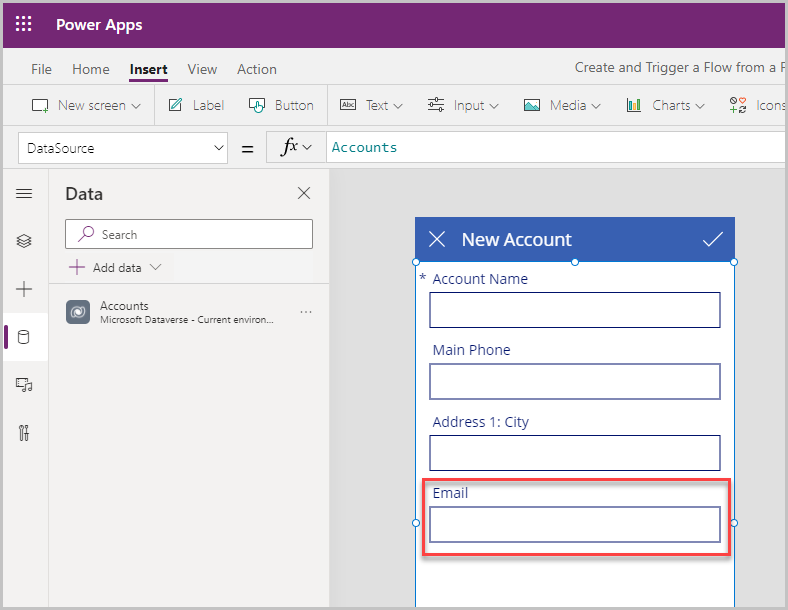 Power Apps
File Home Insert View Action Create and Trigger a Flow from a P
New screen Label Button Abc Text Input Media Charts Icons
DataSource = fx Accounts
Data
Search
Add data
Accounts
Microsoft Dataverse - Current environ...
New Account
* Account Name
Main Phone
Address 1: City
Email